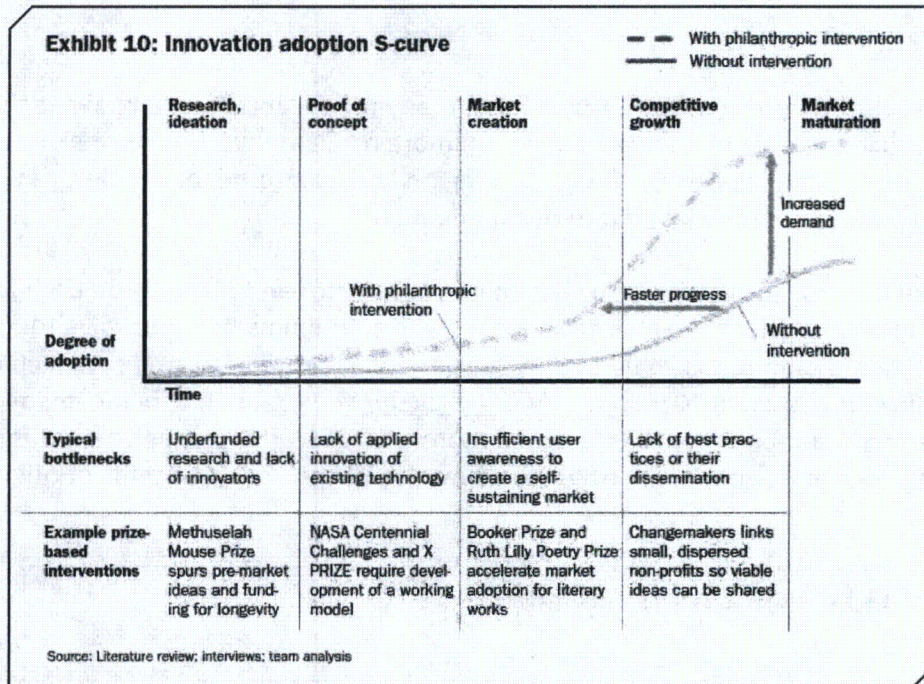 Exhibit 10: Innovation adoption S-curve
With philanthropic intervention
Without intervention
Research,
ideation
Proof of
concept
Market
creation
Competitive
growth
Market
maturation
Increased
demand
With philanthropic
intervention
Faster progress
Without
intervention
Degree of
adoption
Time
Typical
bottlenecks
Underfunded
research and lack
of innovators
Lack of applied
innovation of
existing technology
Insufficient user
awareness to
create a self-
sustaining market
Lack of best prac-
tices or their
dissemination
Example prize-
based
interventions
Methuselah
Mouse Prize
spurs pre-market
ideas and fund-
ing for longevity
NASA Centennial
Challenges and X
PRIZE require devel-
opment of a working
model
Booker Prize and
Ruth Lilly Poetry Prize
accelerate market
adoption for literary
works
Changemakers links
small, dispersed
non-profits so viable
ideas can be shared
Source: Literature review; interviews; team analysis